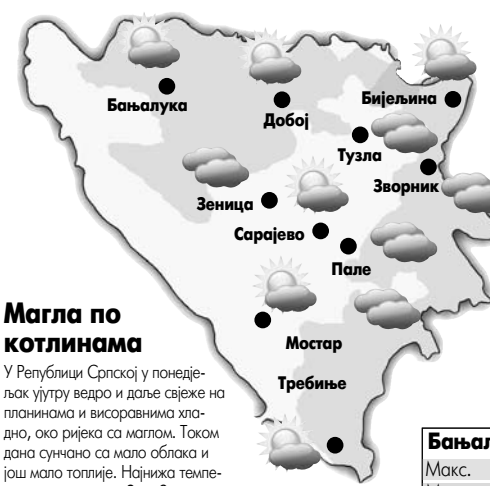 Бањалука
Добој
Бијељина
Тузла
Зворник
Зеница
Сарајево
Пале
Мостар
Требиње
Магла по
котлинама
У Републици Српској у понедје-
љак ујутру ведро и даље свјеже на
планинама и висоравнима хла-
дно, око ријека са маглом. Током
дана сунчано са мало облака и
још мало топлије. Најнижа темпе-
Бањал
Макс.